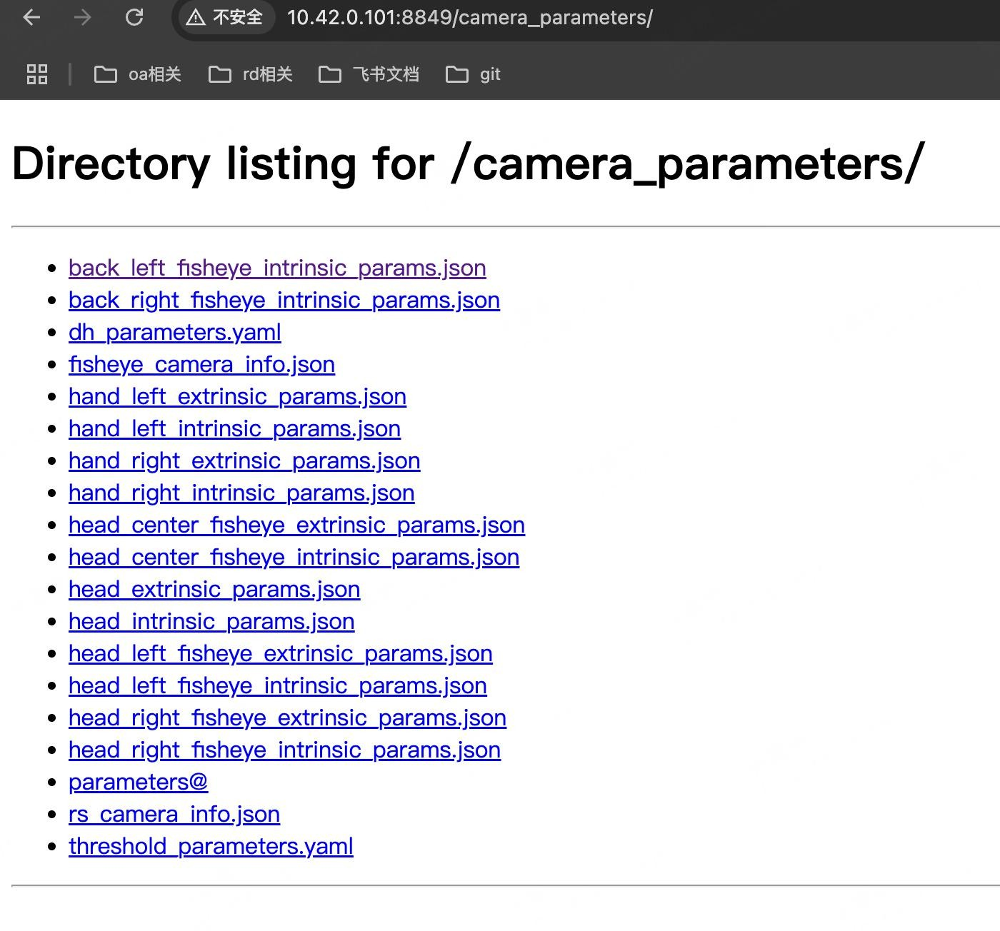 不安全 10.42.0.101:8849/camera_parameters/
oa相关 rd相关 飞书文档 git
Directory listing for /camera_parameters/
back_left_fisheye_intrinsic_params.json
back_right_fisheye_intrinsic_params.json
dh_parameters.yaml
fisheye_camera_info.json
hand_left_extrinsic_params.json
hand_left_intrinsic_params.json
hand_right_extrinsic_params.json
hand_right_intrinsic_params.json
head_center_fisheye_extrinsic_params.json
head_center_fisheye_intrinsic_params.json
head_extrinsic_params.json
head_intrinsic_params.json
head_left_fisheye_extrinsic_params.json
head_left_fisheye_intrinsic_params.json
head_right_fisheye_extrinsic_params.json
head_right_fisheye_intrinsic_params.json
parameters@
rs_camera_info.json
threshold_parameters.yaml